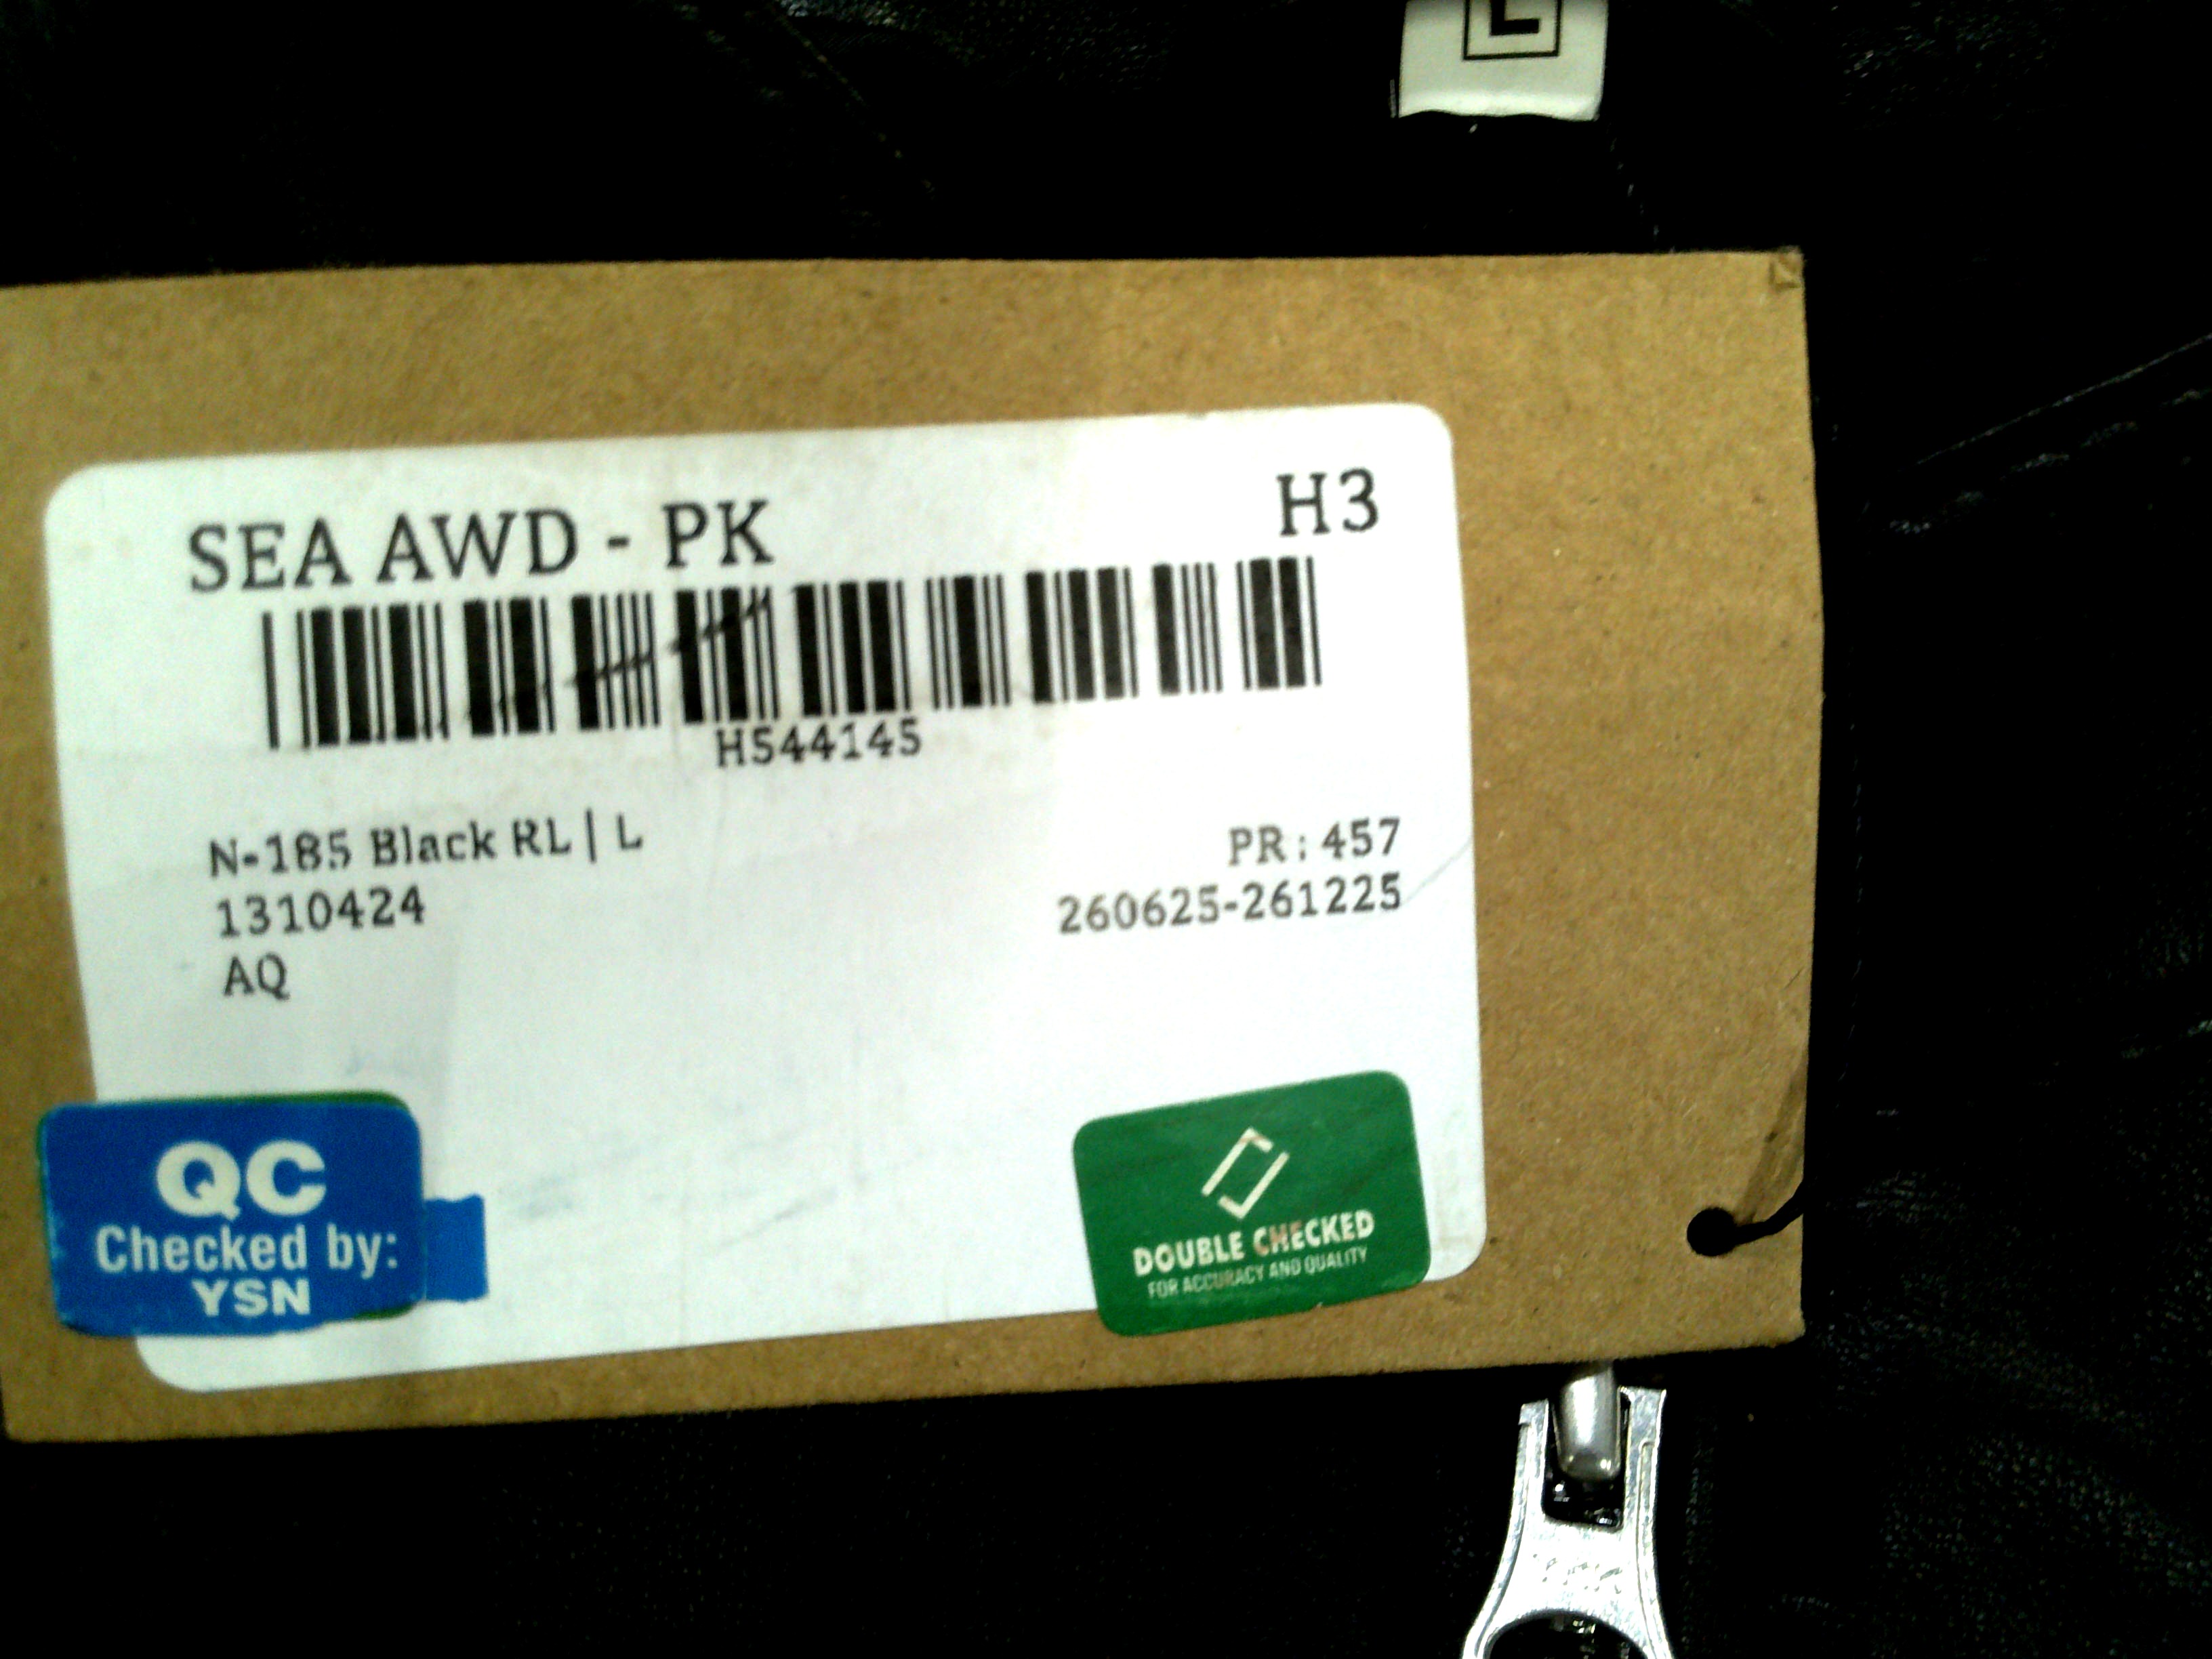 L
SEA AWD - PK
H3
H544145
N-185 Black RL | L
PR : 457
1310424
260625-261225
AQ
QC
Checked by:
YSN
DOUBLE CHECKED
FOR ACCURACY AND QUALITY